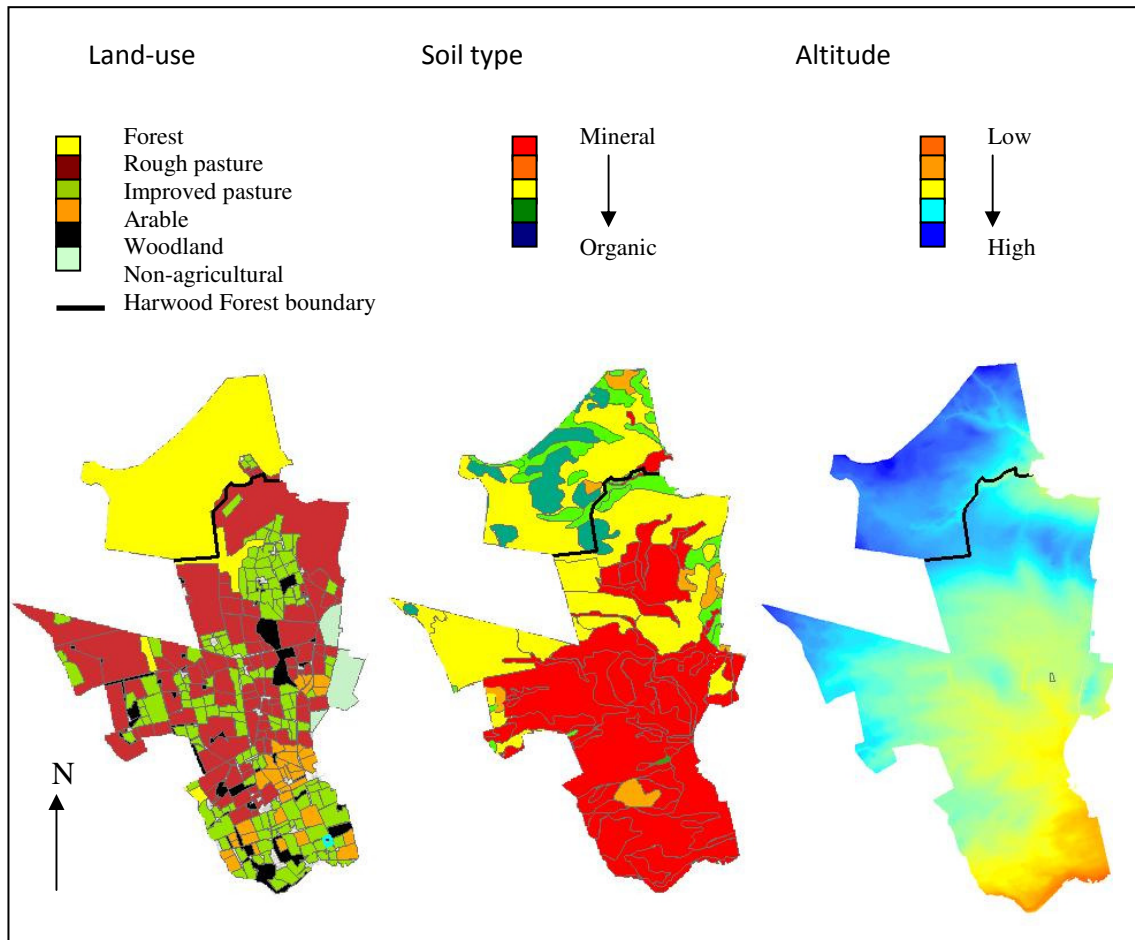 Land-use
Forest
Rough pasture
Improved pasture
Arable
Woodland
Non-agricultural
Harwood Forest boundary
Soil type
Mineral
Organic
Altitude
Low
High
N